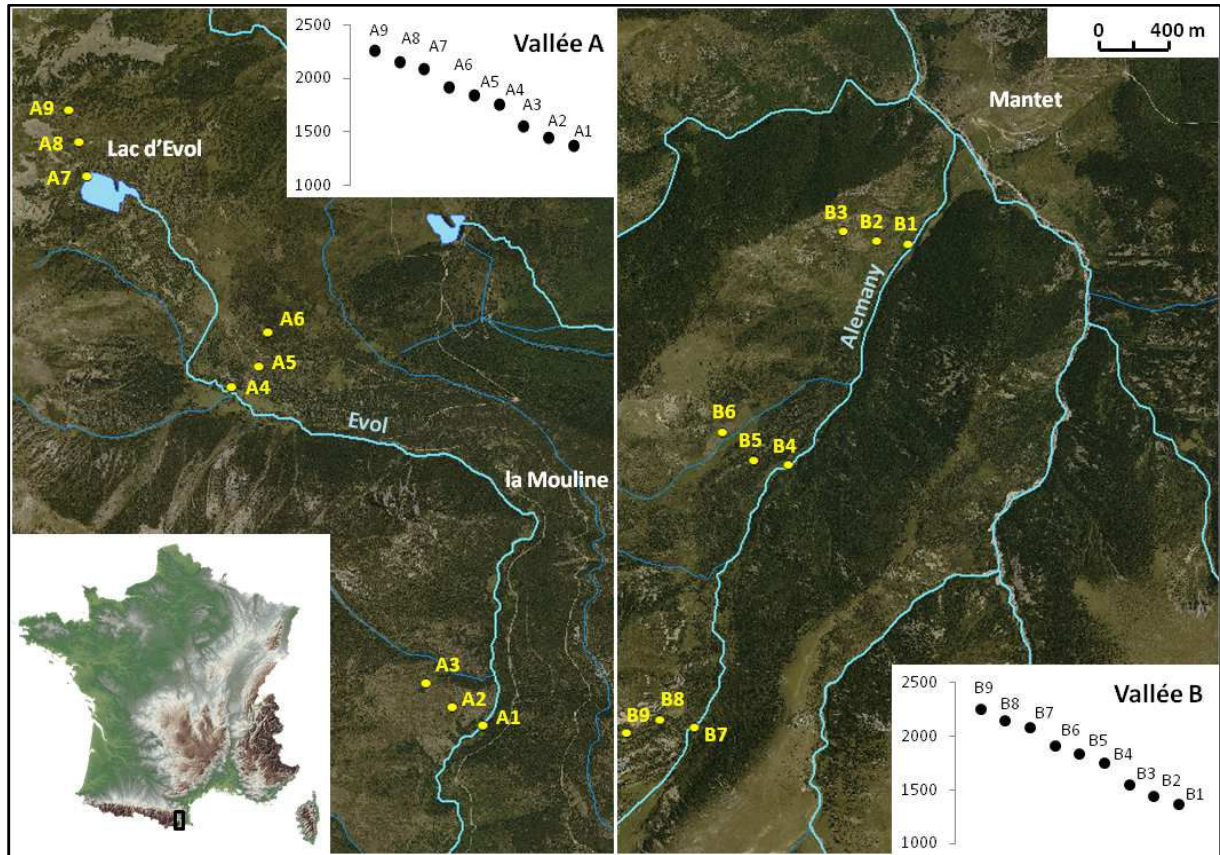 2500
2000
1500
1000
A9
A8
A7
A6
A5
A4
A3
A2
A1
Vallée A
A9
A8
A7
Lac d'Evol
A6
A5
A4
Evol
la Mouline
A3
A2
A1
0 400 m
Mantet
B3
B2
B1
Alemany
B6
B5
B4
B9
B8
B7
2500
2000
1500
1000
B9
B8
B7
B6
B5
B4
B3
B2
B1
Vallée B